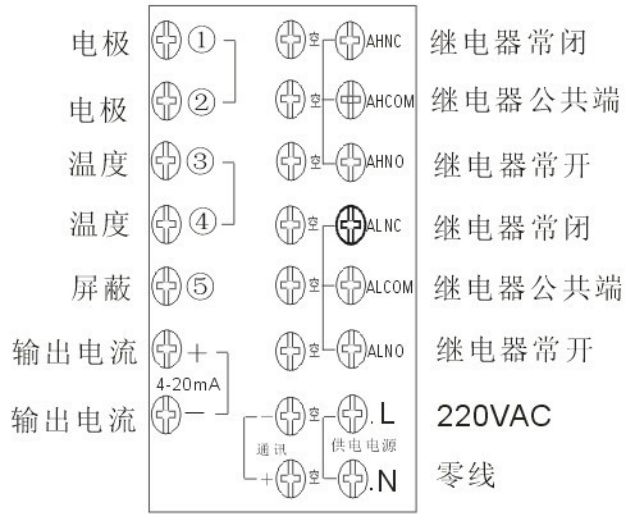 电极 ① 空 AHNC 继电器常闭
电极 ② 空 AHCOM 继电器公共端
温度 ③ 空 AHNO 继电器常开
温度 ④ 空 ALNC 继电器常闭
屏蔽 ⑤ 空 ALCOM 继电器公共端
输出电流 + 空 ALNO 继电器常开
4-20mA
输出电流 — — 空 .L 220VAC
通讯 供电电源
+ 空 .N 零线